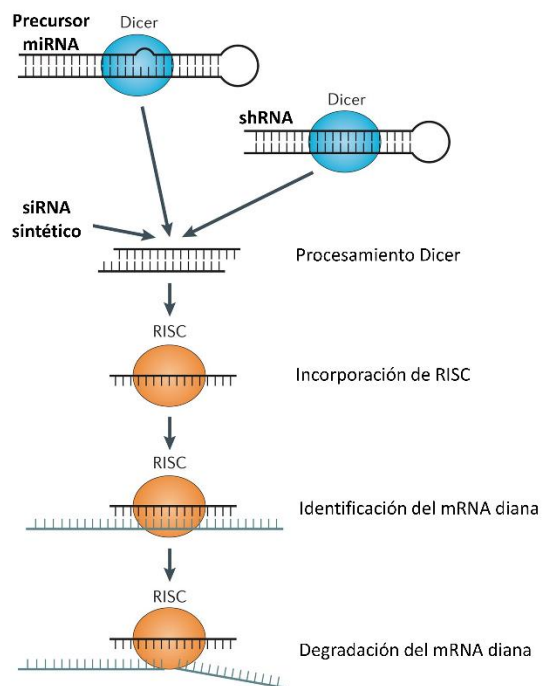 Precursor
miRNA
Dicer
Dicer
shRNA
siRNA
sintético
Procesamiento Dicer
RISC
Incorporación de RISC
RISC
Identificación del mRNA diana
RISC
Degradación del mRNA diana